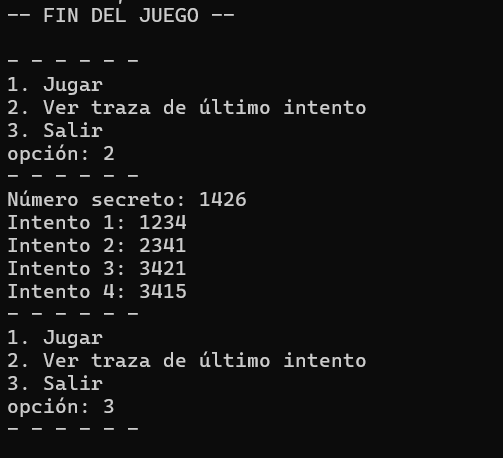 -- FIN DEL JUEGO --
- - - - - -
1. Jugar
2. Ver traza de último intento
3. Salir
opción: 2
- - - - - -
Número secreto: 1426
Intento 1: 1234
Intento 2: 2341
Intento 3: 3421
Intento 4: 3415
- - - - - -
1. Jugar
2. Ver traza de último intento
3. Salir
opción: 3
- - - - - -